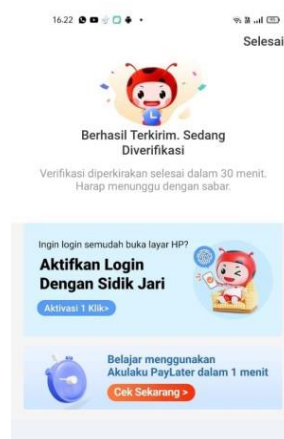 16.22
Selesai
Berhasil Terkirim. Sedang
Diverifikasi
Verifikasi diperkirakan selesai dalam 30 menit.
Harap menunggu dengan sabar.
Ingin login semudah buka layar HP?
Aktifkan Login
Dengan Sidik Jari
Aktivasi 1 Klik>
Belajar menggunakan
Akulaku PayLater dalam 1 menit
Cek Sekarang >